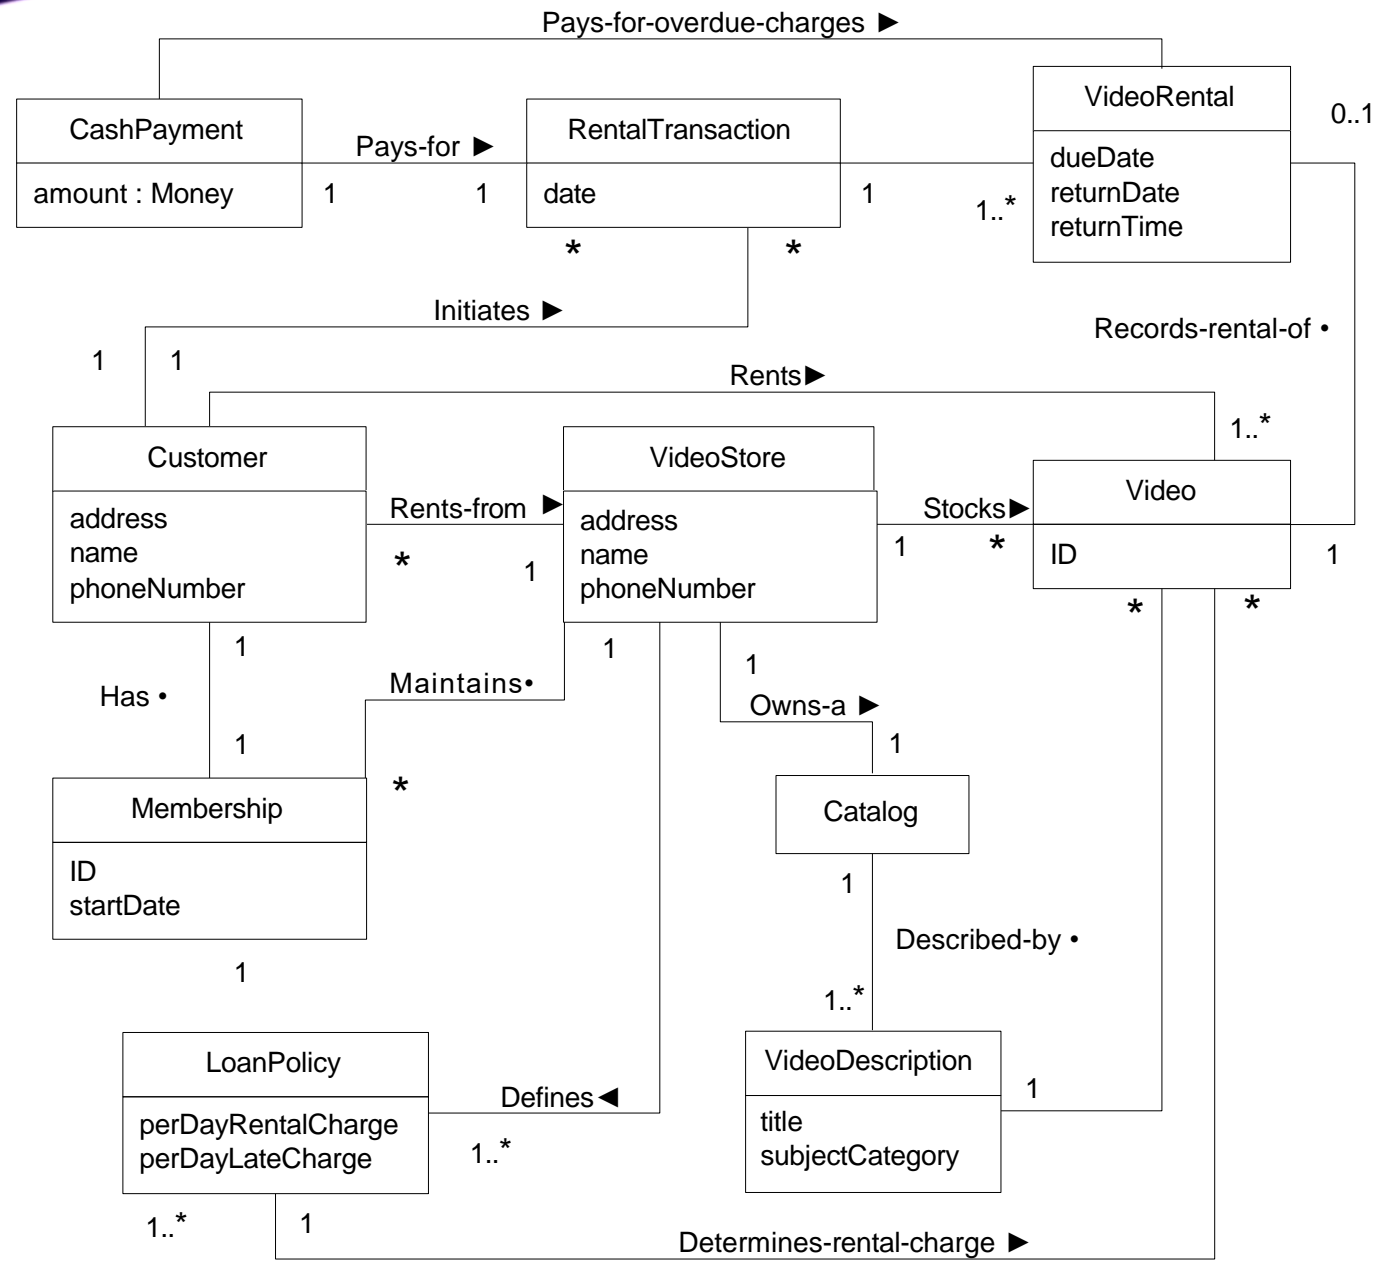 Pays-for-overdue-charges ►
VideoRental
0..1
CashPayment
Pays-for ►
RentalTransaction
dueDate
returnDate
returnTime
amount : Money
1
1
date
1
1..*
*
*
Initiates ►
Records-rental-of •
1
1
Rents►
1..*
Customer
VideoStore
Video
address
name
phoneNumber
Rents-from ►
*
1
address
name
phoneNumber
Stocks►
1
*
ID
1
*
*
1
1
1
Has •
Maintains•
Owns-a ►
1
1
*
Membership
Catalog
ID
startDate
1
Described-by •
1
1..*
LoanPolicy
VideoDescription
Defines◄
1
perDayRentalCharge
perDayLateCharge
1..*
title
subjectCategory
1..*
1
Determines-rental-charge ►